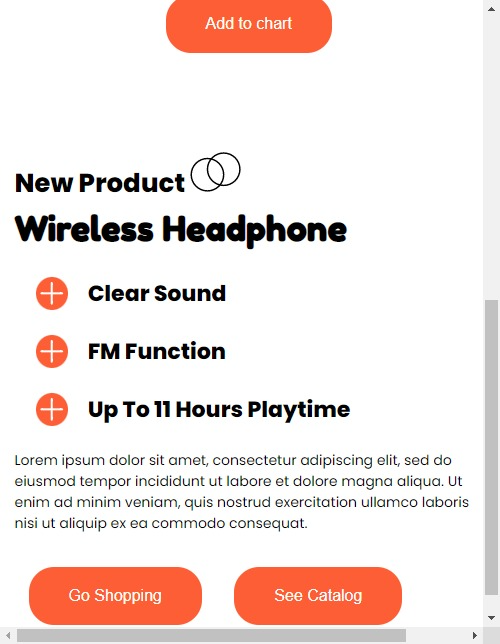 Add to chart
New Product
Wireless Headphone
Clear Sound
FM Function
Up To 11 Hours Playtime
Lorem ipsum dolor sit amet, consectetur adipiscing elit, sed do
eiusmod tempor incididunt ut labore et dolore magna aliqua. Ut
enim ad minim veniam, quis nostrud exercitation ullamco laboris
nisi ut aliquip ex ea commodo consequat.
Go Shopping
See Catalog